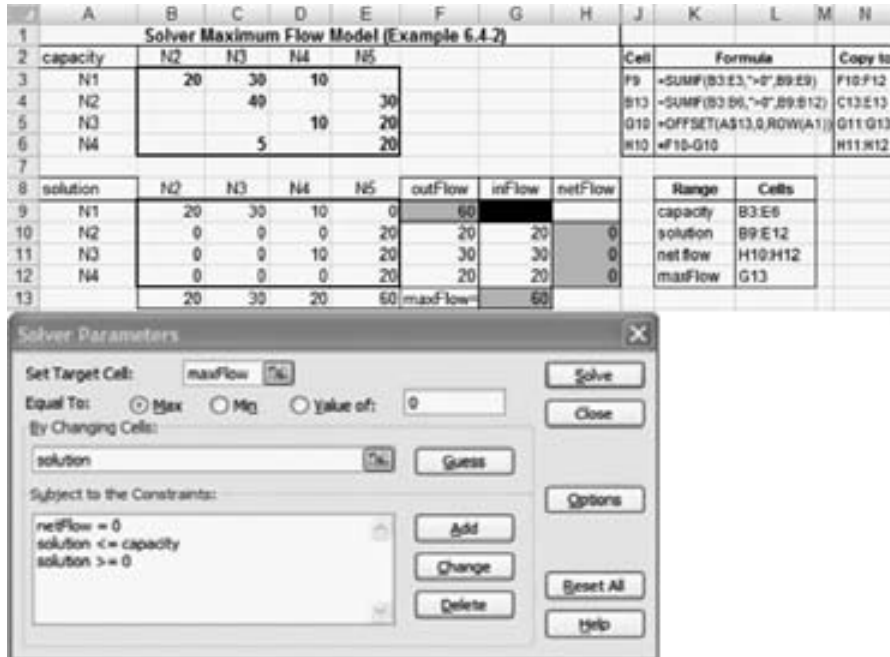 A B C D E F G H J K L M N
1 Solver Maximum Flow Model (Example 6.4-2)
2 capacity N2 N3 N4 N5 Cell Formula Copy to
3 N1 20 30 10 F9 =SUMIF(B3:E3,">0",B9:E9) F10:F12
4 N2 40 30 B13 =SUMIF(B3:B6,">0",B9:B12) C13:E13
5 N3 10 20 G10 =OFFSET(A$13,0,ROW(A1)) G11:G13
6 N4 5 20 H10 =F10-G10 H11:H12
7
8 solution N2 N3 N4 N5 outFlow inFlow netFlow Range Cells
9 N1 20 30 10 0 60 capacity B3:E6
10 N2 0 0 0 20 20 20 0 solution B9:E12
11 N3 0 0 10 20 30 30 0 net flow H10:H12
12 N4 0 0 0 20 20 20 0 maxFlow G13
13 20 30 20 60 maxFlow= 60
Solver Parameters
Set Target Cell: maxFlow Solve
Equal To: Max Min Value of: 0 Close
By Changing Cells:
solution Guess
Subject to the Constraints: Options
netFlow = 0 Add
solution <= capacity
solution >= 0 Change
Reset All
Delete
Help